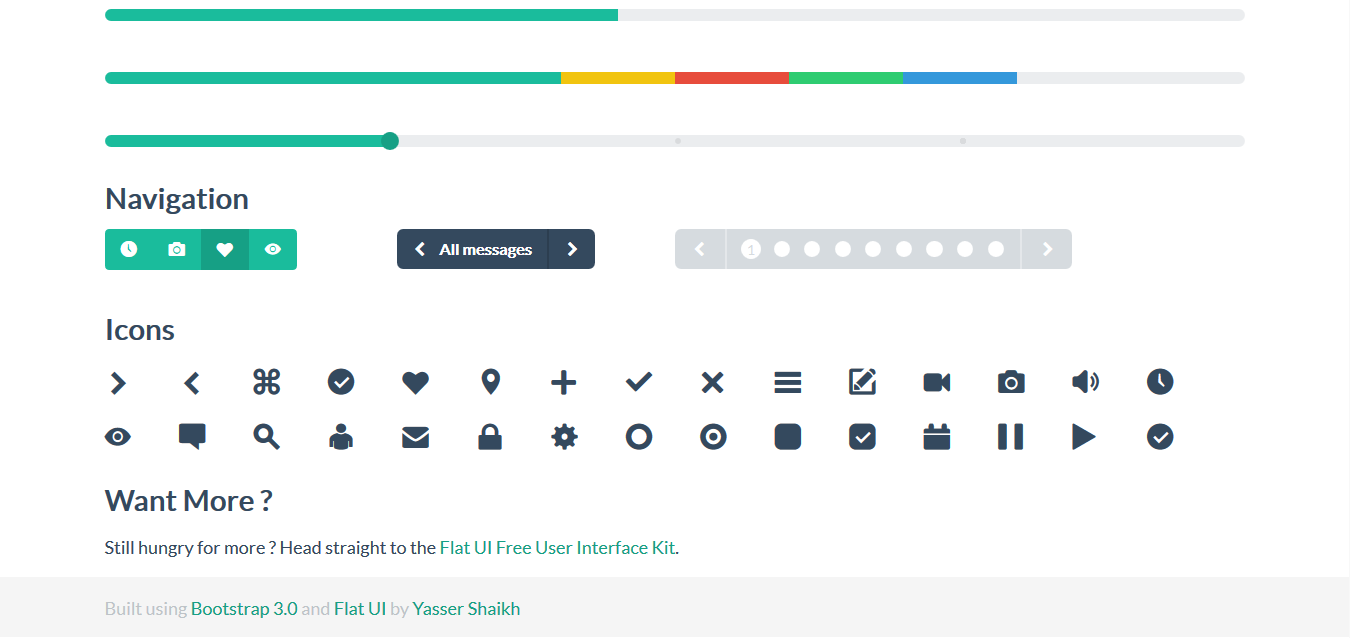 Navigation
All messages
1
Icons
Want More ?
Still hungry for more ? Head straight to the Flat UI Free User Interface Kit.
Built using Bootstrap 3.0 and Flat UI by Yasser Shaikh